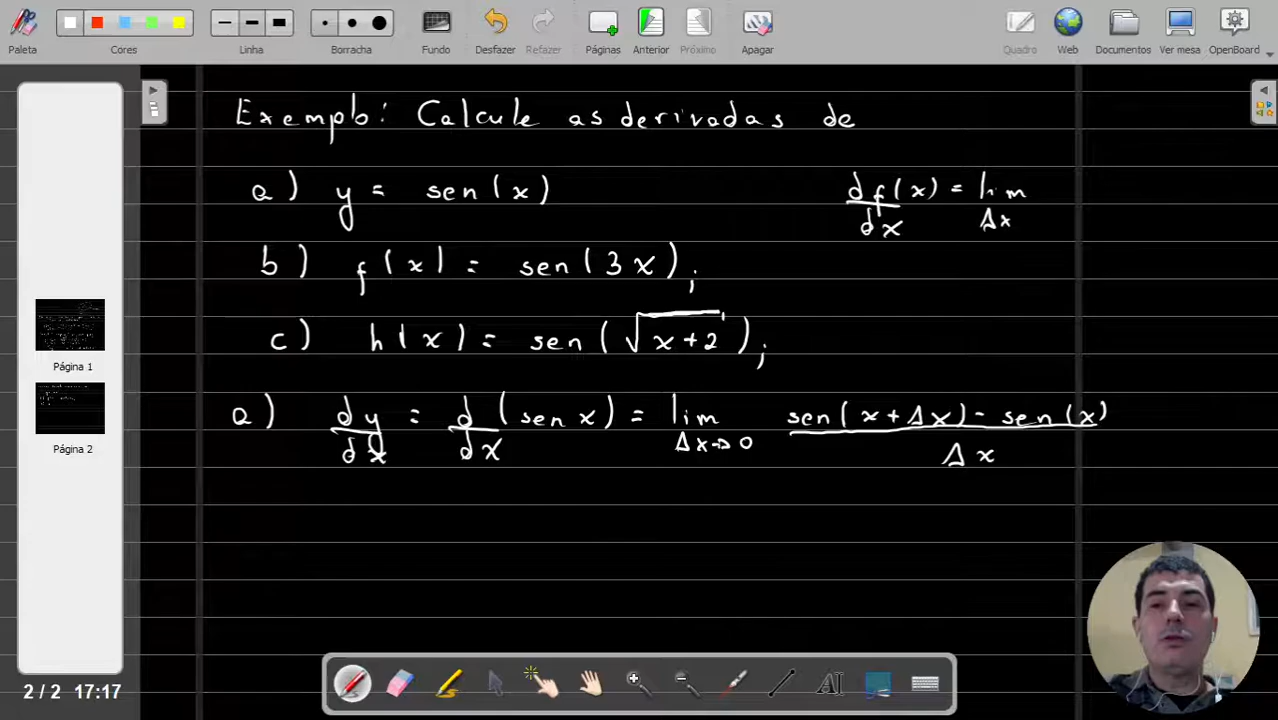 Paleta Cores Linha Borracha Fundo Desfazer Refazer Páginas Anterior Próximo Apagar Quadro Web Documentos Ver mesa OpenBoard
Exemplo: Calcule as derivadas de
a) y = sen(x)
df(x) = lim
dx Δx
b) f(x) = sen(3x);
c) h(x) = sen(√x+2);
a) dy = d (sen x) = lim sen(x+Δx) - sen(x)
dx dx Δx→0 Δx
Página 1
Página 2
2 / 2 17:17
AI